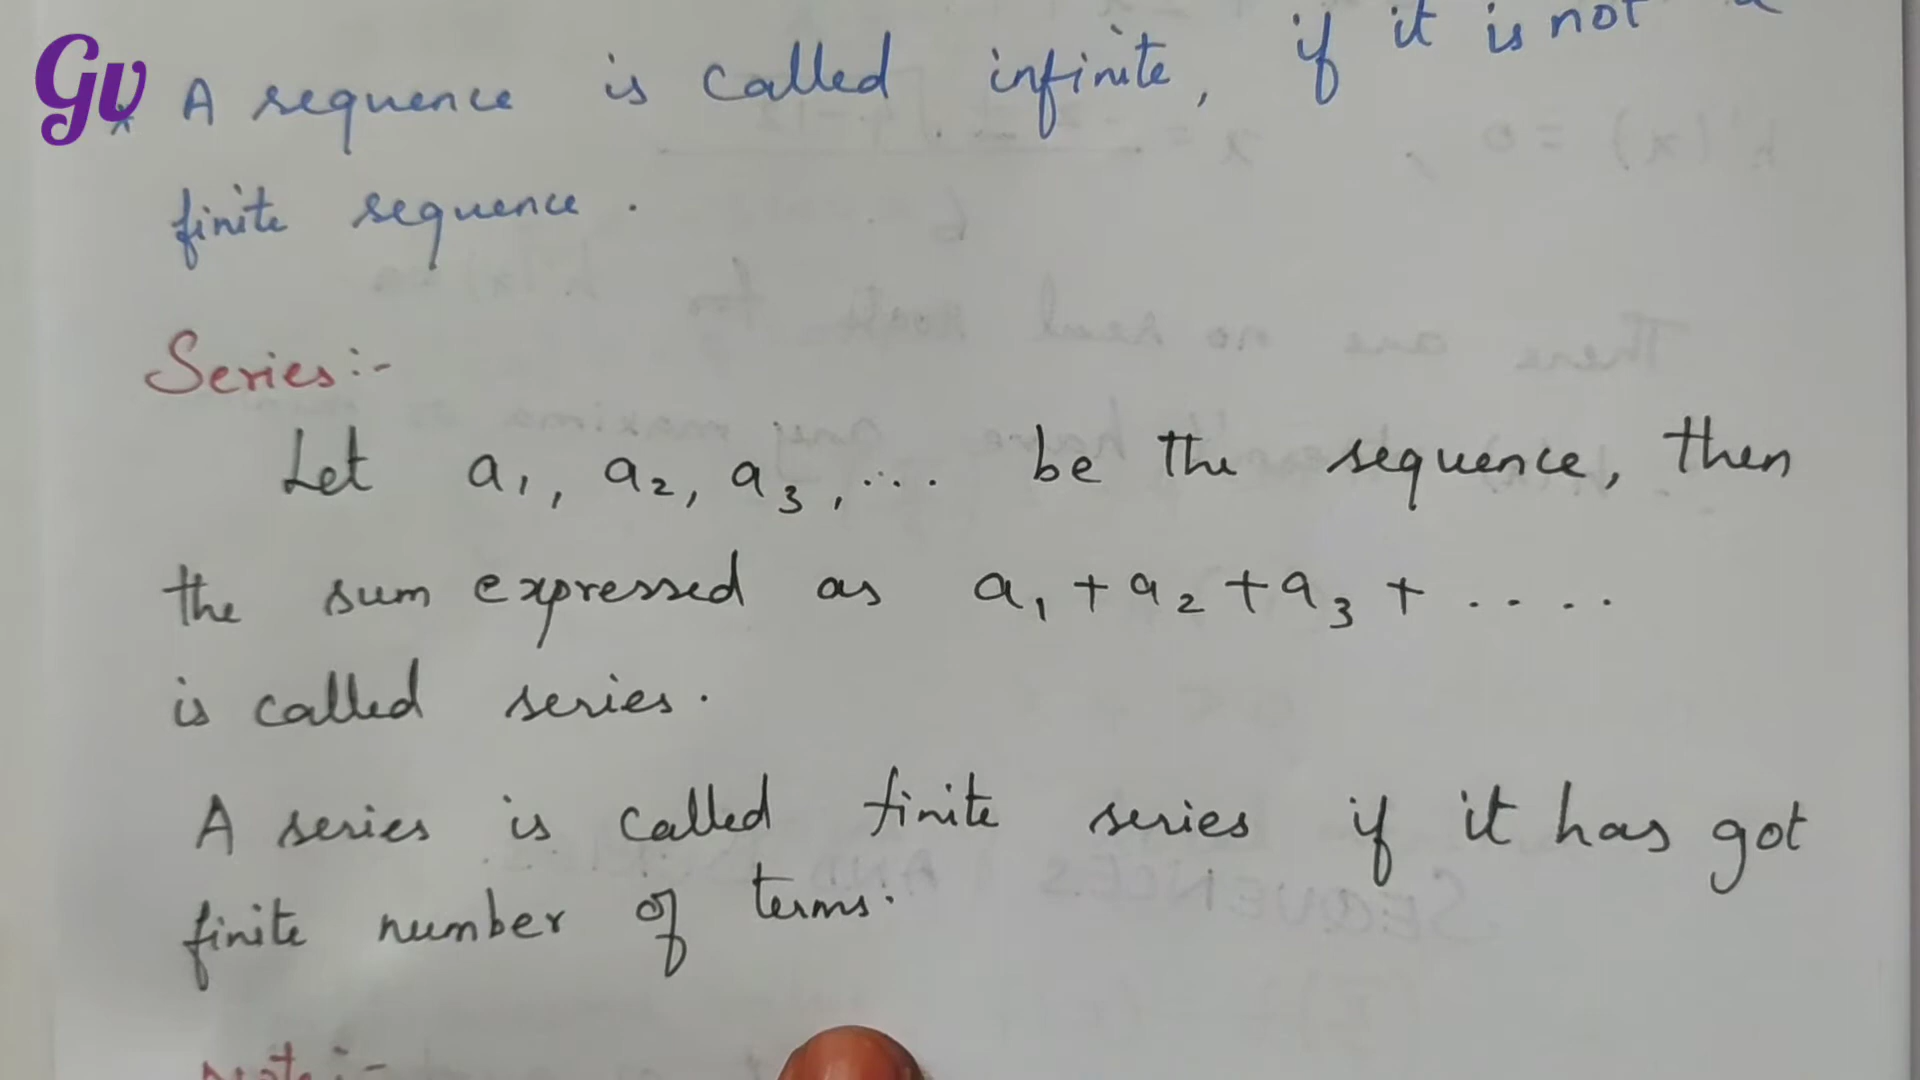 Gv
* A sequence is called infinite, if it is not a
finite sequence.
Series:-
Let a₁, a₂, a₃, .... be the sequence, then
the sum expressed as a₁ + a₂ + a₃ + ....
is called series.
A series is called finite series if it has got
finite number of terms.
Note:-